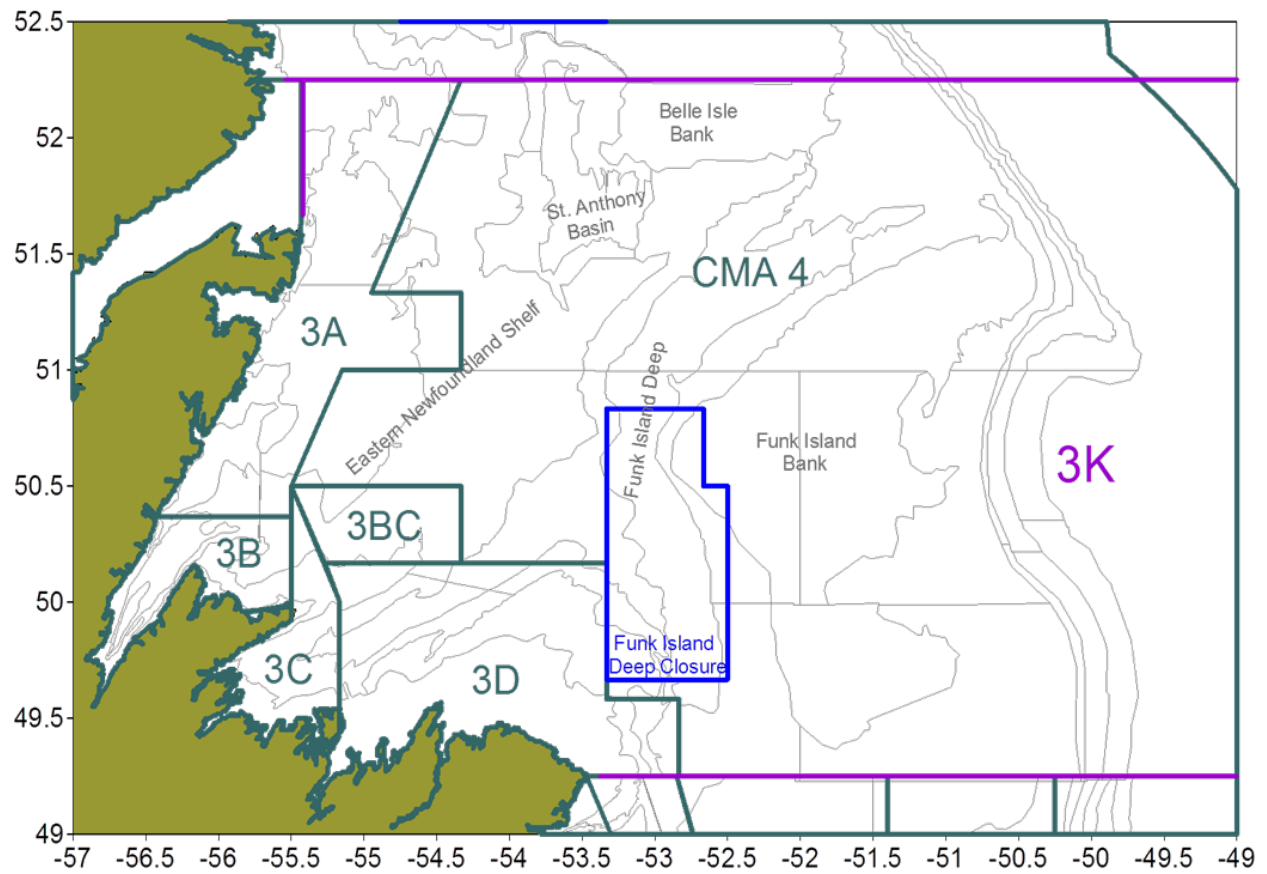 52.5
52
51.5
51
50.5
50
49.5
49
Belle Isle
Bank
St. Anthony
Basin
CMA 4
3A
Eastern Newfoundland Shelf
Funk Island Deep
Funk Island
Bank
3K
3BC
3B
3C
3D
Funk Island
Deep Closure
-57 -56.5 -56 -55.5 -55 -54.5 -54 -53.5 -53 -52.5 -52 -51.5 -51 -50.5 -50 -49.5 -49